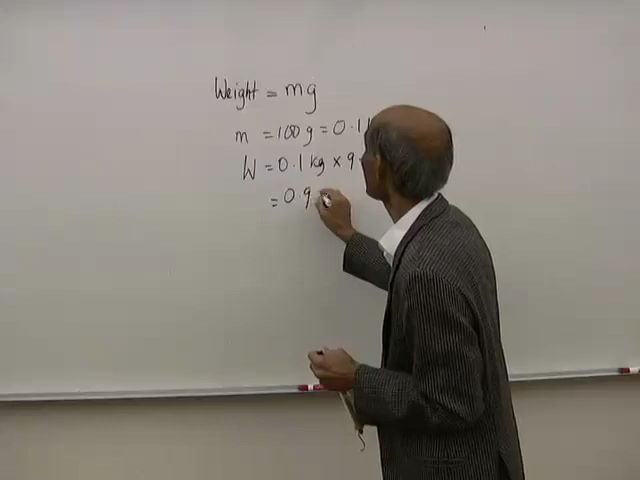 Weight = mg
m = 100 g = 0.1
W = 0.1 kg × 9
= 0.9